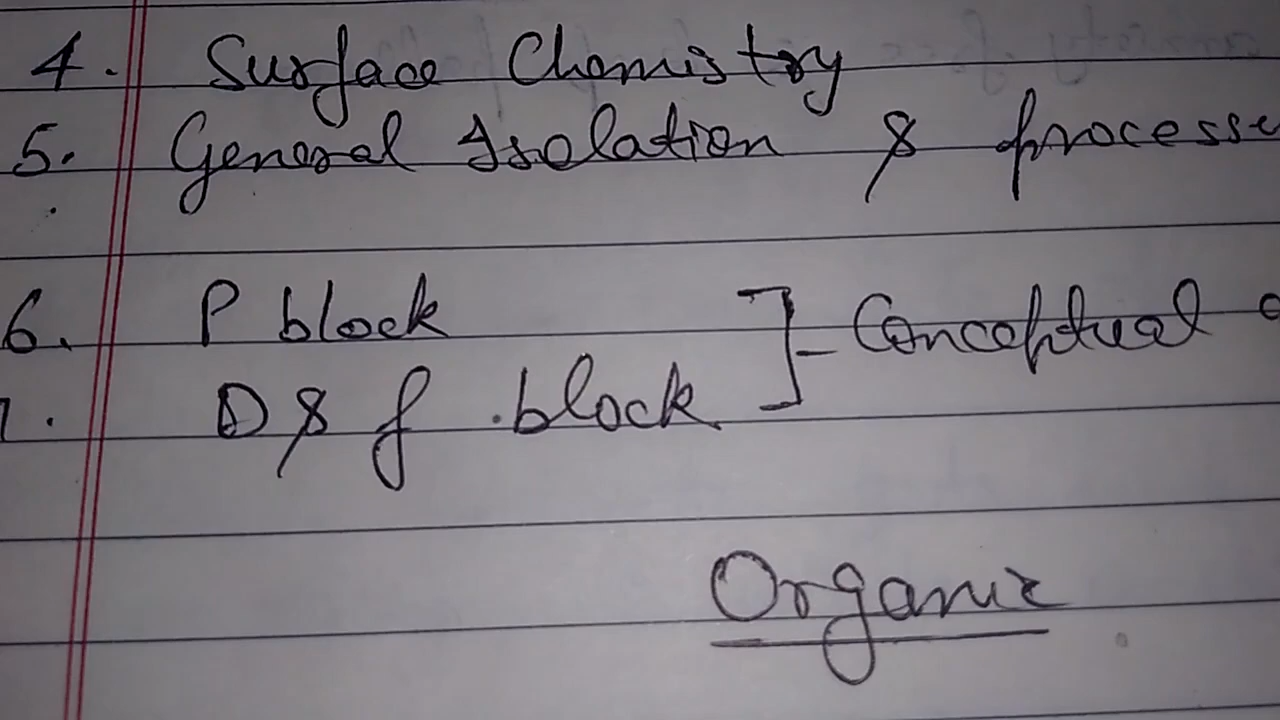 4. Surface Chemistry
5. General Isolation & processe
6. P block ] - Conceptual
7. D & f block
Organic